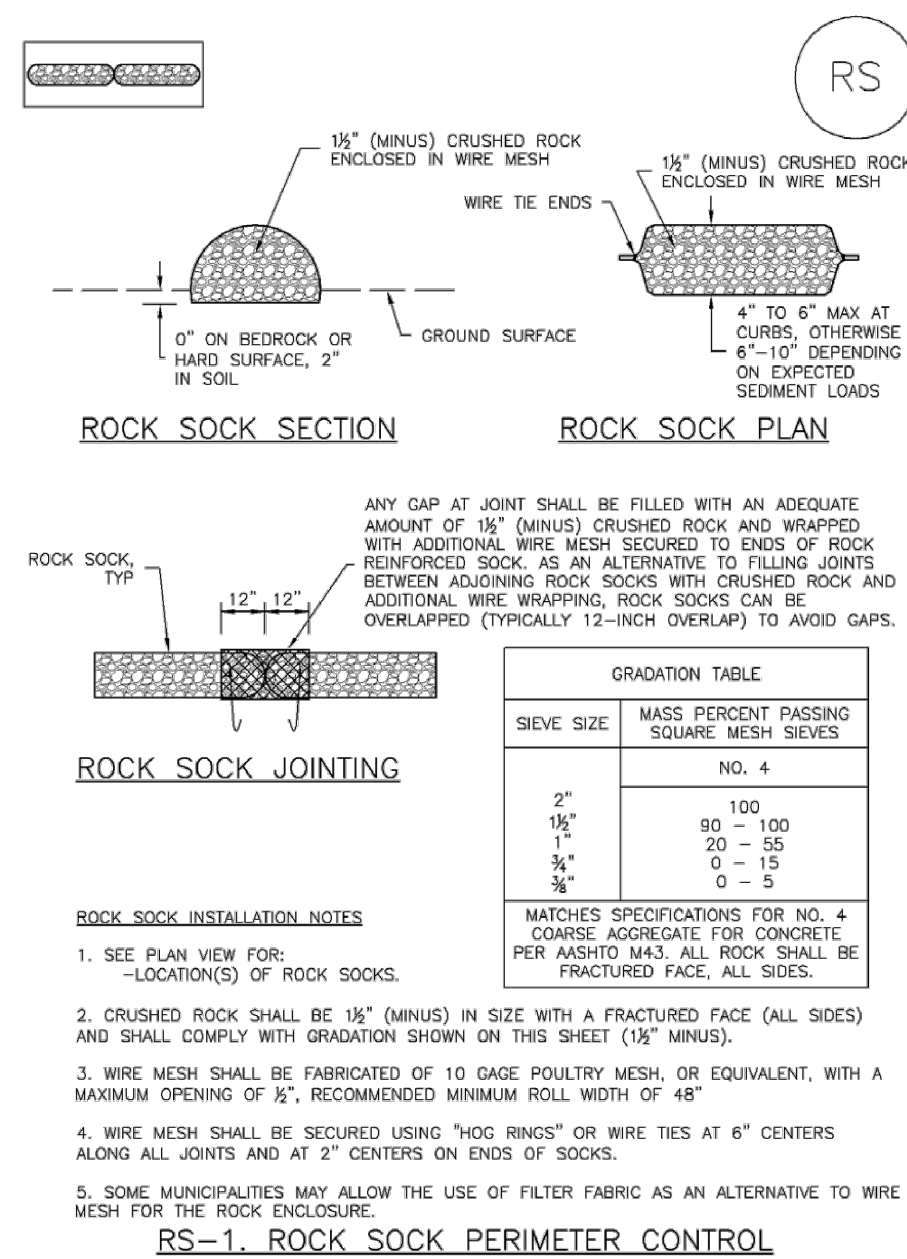 RS
1½" (MINUS) CRUSHED ROCK
ENCLOSED IN WIRE MESH
1½" (MINUS) CRUSHED ROCK
ENCLOSED IN WIRE MESH
WIRE TIE ENDS
GROUND SURFACE
0" ON BEDROCK OR
HARD SURFACE, 2"
IN SOIL
4" TO 6" MAX AT
CURBS, OTHERWISE
6"-10" DEPENDING
ON EXPECTED
SEDIMENT LOADS
ROCK SOCK SECTION
ROCK SOCK PLAN
ANY GAP AT JOINT SHALL BE FILLED WITH AN ADEQUATE
AMOUNT OF 1½" (MINUS) CRUSHED ROCK AND WRAPPED
WITH ADDITIONAL WIRE MESH SECURED TO ENDS OF ROCK
REINFORCED SOCK. AS AN ALTERNATIVE TO FILLING JOINTS
BETWEEN ADJOINING ROCK SOCKS WITH CRUSHED ROCK AND
ADDITIONAL WIRE WRAPPING, ROCK SOCKS CAN BE
OVERLAPPED (TYPICALLY 12-INCH OVERLAP) TO AVOID GAPS.
ROCK SOCK,
TYP
12" 12"
ROCK SOCK JOINTING
GRADATION TABLE
SIEVE SIZE
MASS PERCENT PASSING
SQUARE MESH SIEVES
NO. 4
2" 100
1½" 90 - 100
1" 20 - 55
¾" 0 - 15
⅜" 0 - 5
MATCHES SPECIFICATIONS FOR NO. 4
COARSE AGGREGATE FOR CONCRETE
PER AASHTO M43. ALL ROCK SHALL BE
FRACTURED FACE, ALL SIDES.
ROCK SOCK INSTALLATION NOTES
1. SEE PLAN VIEW FOR:
-LOCATION(S) OF ROCK SOCKS.
2. CRUSHED ROCK SHALL BE 1½" (MINUS) IN SIZE WITH A FRACTURED FACE (ALL SIDES)
AND SHALL COMPLY WITH GRADATION SHOWN ON THIS SHEET (1½" MINUS).
3. WIRE MESH SHALL BE FABRICATED OF 10 GAGE POULTRY MESH, OR EQUIVALENT, WITH A
MAXIMUM OPENING OF ½", RECOMMENDED MINIMUM ROLL WIDTH OF 48"
4. WIRE MESH SHALL BE SECURED USING "HOG RINGS" OR WIRE TIES AT 6" CENTERS
ALONG ALL JOINTS AND AT 2" CENTERS ON ENDS OF SOCKS.
5. SOME MUNICIPALITIES MAY ALLOW THE USE OF FILTER FABRIC AS AN ALTERNATIVE TO WIRE
MESH FOR THE ROCK ENCLOSURE.
RS-1. ROCK SOCK PERIMETER CONTROL